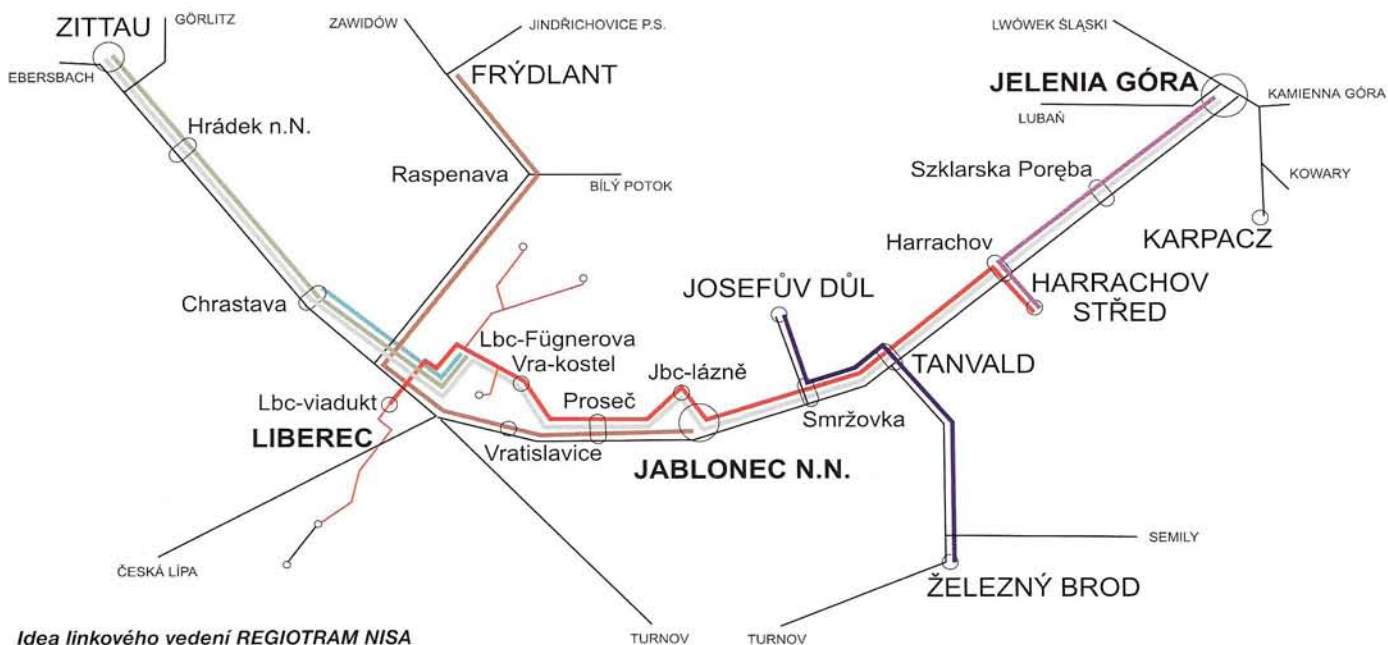 ZITTAU
GÖRLITZ
EBERSBACH
Hrádek n.N.
Chrastava
ZAWIDÓW
JINDŘICHOVICE P.S.
FRÝDLANT
Raspenava
BÍLÝ POTOK
Lbc-Fügnerova
Vra-kostel
Lbc-viadukt
LIBEREC
Proseč
Vratislavice
Jbc-lázně
JABLONEC N.N.
JOSEFŮV DŮL
Smržovka
TANVALD
Harrachov
HARRACHOV
STŘED
Szklarska Poręba
LWÓWEK ŚLĄSKI
JELENIA GÓRA
LUBAŃ
KAMIENNA GÓRA
KOWARY
KARPACZ
SEMILY
ŽELEZNÝ BROD
ČESKÁ LÍPA
TURNOV
TURNOV
Idea linkového vedení REGIOTRAM NISA